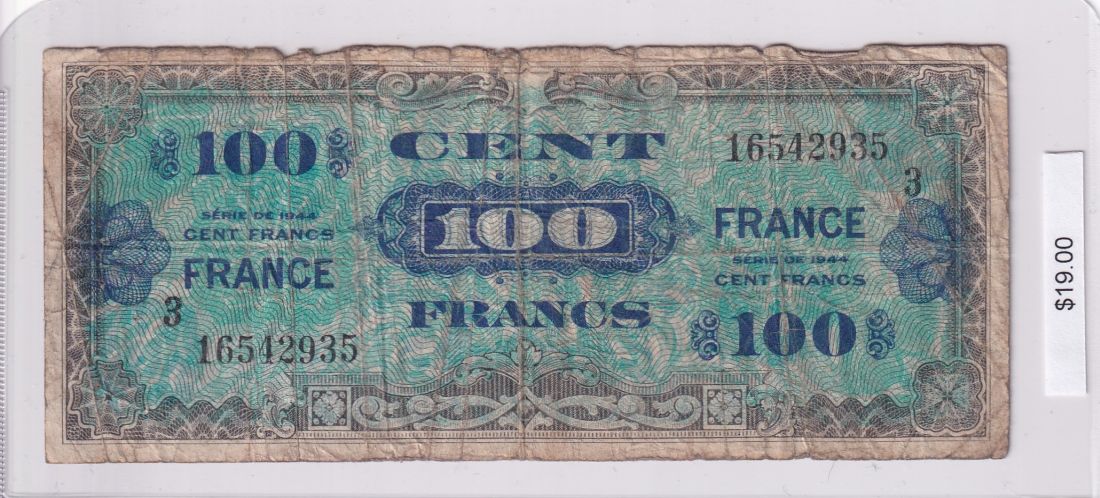 100 CENT 16542935
3
SÉRIE DE 1944
CENT FRANCS
FRANCE
100
FRANCE
SÉRIE DE 1944
CENT FRANCS
3
16542935
FRANCS
100
$19.00